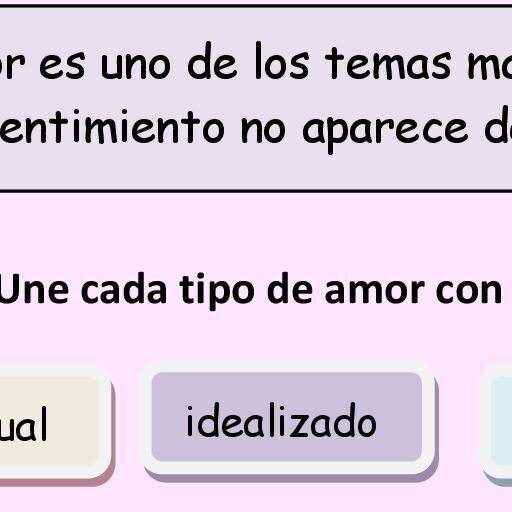 or es uno de los temas m
entimiento no aparece d
Une cada tipo de amor con
ual idealizado